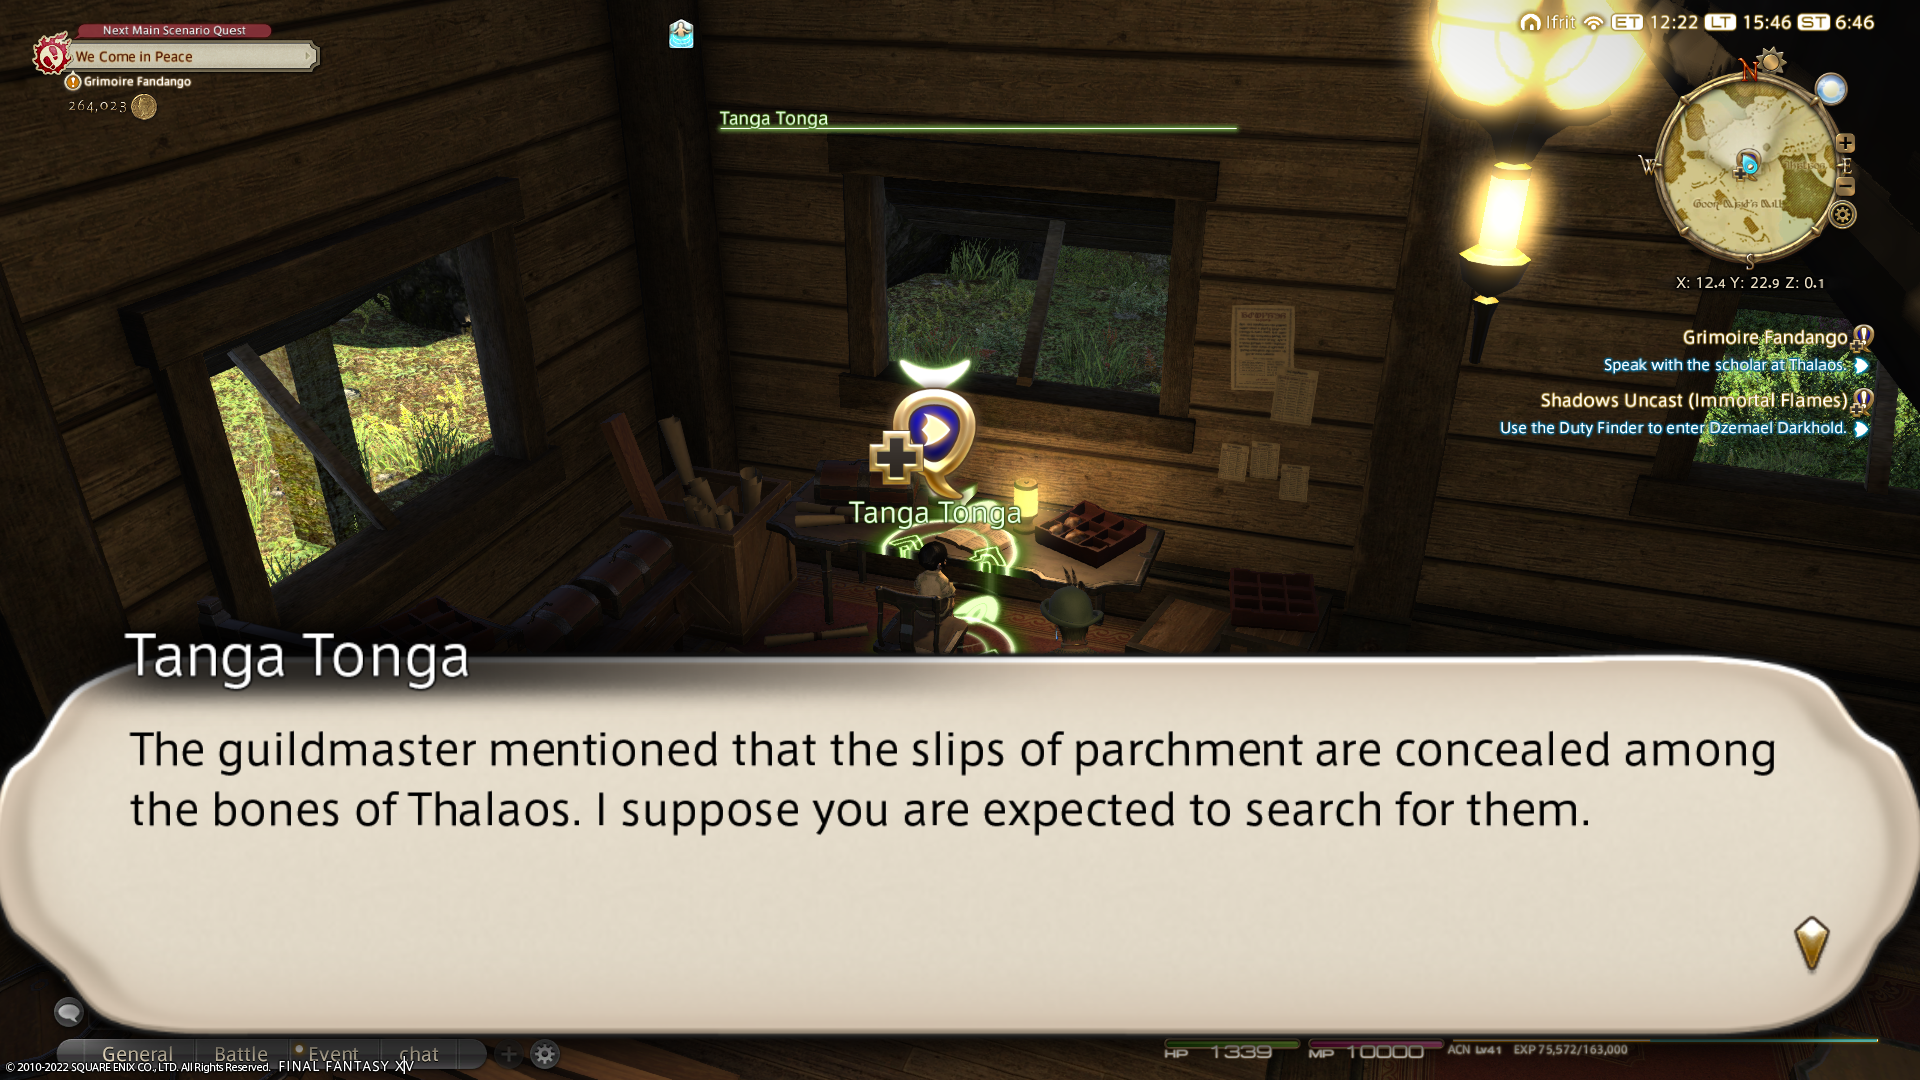 Next Main Scenario Quest
We Come in Peace
Grimoire Fandango
264,023
Ifrit ET 12:22 LT 15:46 ST 6:46
Tanga Tonga
N
W
E
S
X: 12.4 Y: 22.9 Z: 0.1
Grimoire Fandango
Speak with the scholar at Thalaos.
Shadows Uncast (Immortal Flames)
Use the Duty Finder to enter Dzemael Darkhold.
Tanga Tonga
Tanga Tonga
The guildmaster mentioned that the slips of parchment are concealed among
the bones of Thalaos. I suppose you are expected to search for them.
General Battle Event chat
HP 1339 MP 10000 ACN Lv41 EXP 75,572/163,000
© 2010-2022 SQUARE ENIX CO., LTD. All Rights Reserved. FINAL FANTASY XIV